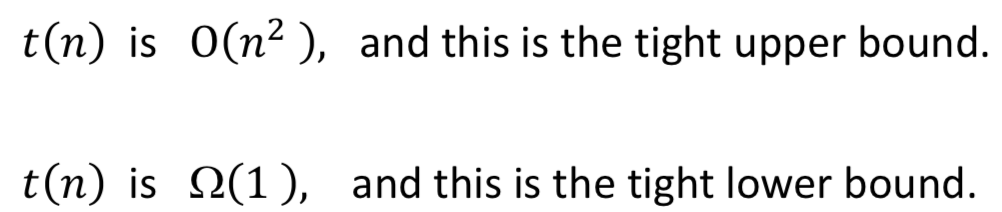 t(n) is O(n²), and this is the tight upper bound.
t(n) is Ω(1), and this is the tight lower bound.